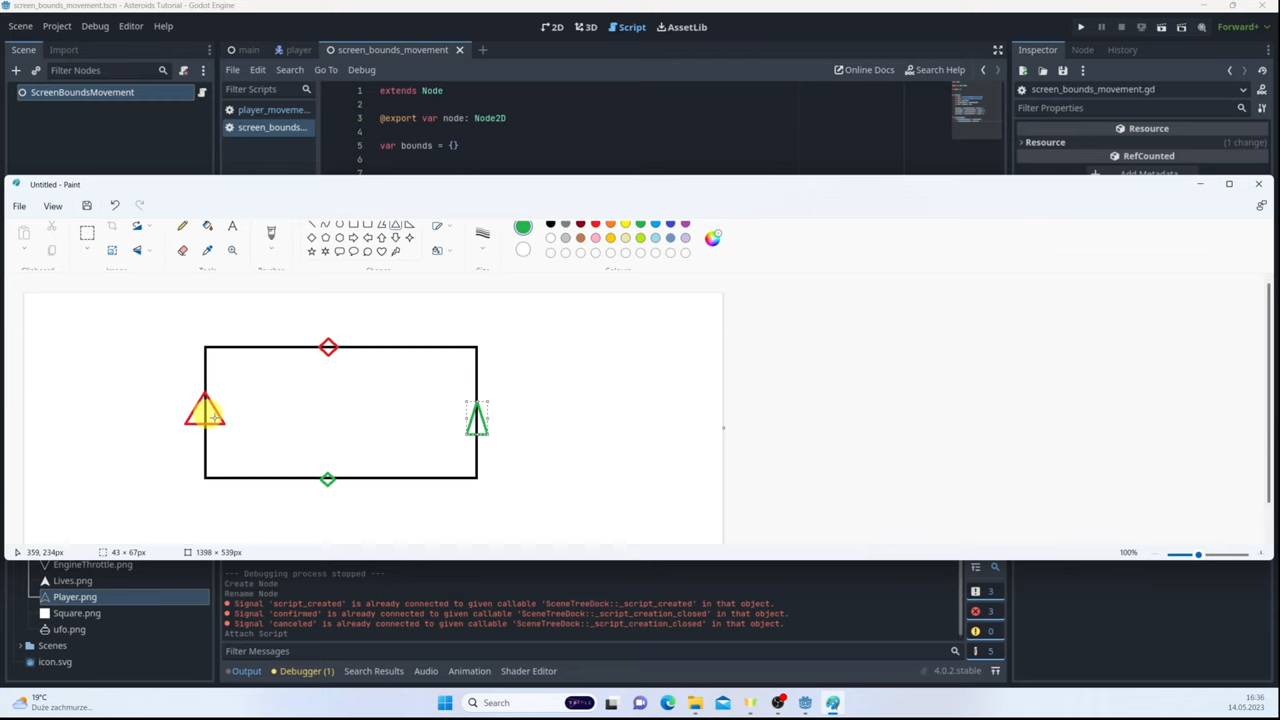 screen_bounds_movement.tscn - Asteroids Tutorial - Godot Engine
Scene Project Debug Editor Help
2D 3D Script AssetLib
Forward+
Scene Import
main player screen_bounds_movement
Inspector Node History
Filter Nodes
File Edit Search Go To Debug
Online Docs Search Help
ScreenBoundsMovement
Filter Scripts
player_moveme...
screen_bounds...
1 extends Node
2
3 @export var node: Node2D
4
5 var bounds = {}
6
screen_bounds_movement.gd
Filter Properties
Resource
Resource (1 change)
RefCounted
Untitled - Paint
File View
A
Colours
1398 × 539px
43 × 67px
359, 234px
100%
EngineThrottle.png
Lives.png
Player.png
Square.png
ufo.png
Scenes
icon.svg
--- Debugging process stopped ---
Create Node
Rename Node
Signal 'script_created' is already connected to given callable 'SceneTreeDock::_script_created' in that object.
Signal 'confirmed' is already connected to given callable 'SceneTreeDock::_script_creation_closed' in that object.
Signal 'canceled' is already connected to given callable 'SceneTreeDock::_script_creation_closed' in that object.
Attach Script
3
3
0
5
Filter Messages
Output Debugger (1) Search Results Audio Animation Shader Editor
4.0.2.stable
19°C
Duże zachmurze...
Search
16:36
14.05.2023